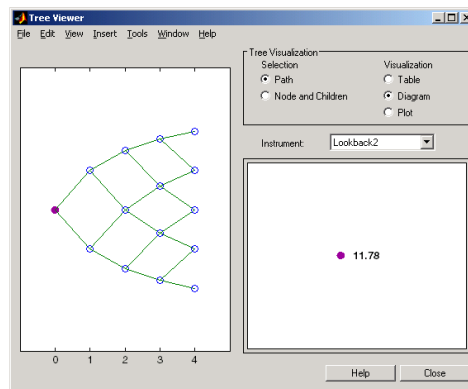 Tree Viewer
File Edit View Insert Tools Window Help
Tree Visualization
Selection
Visualization
Path
Table
Node and Children
Diagram
Plot
Instrument:
Lookback2
11.78
0 1 2 3 4
Help
Close